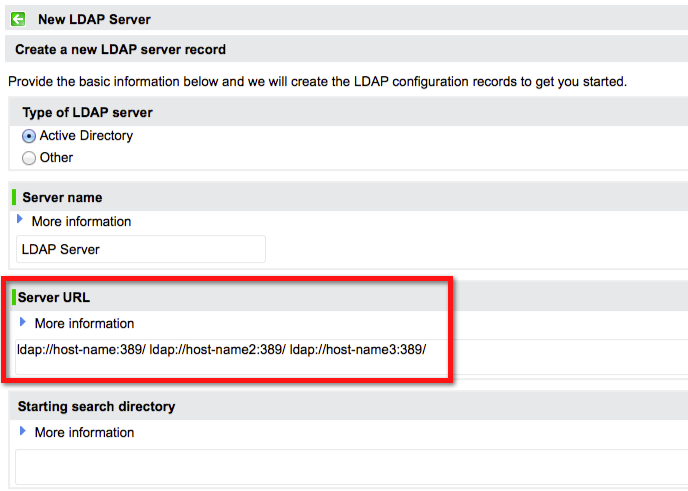 New LDAP Server
Create a new LDAP server record
Provide the basic information below and we will create the LDAP configuration records to get you started.
Type of LDAP server
Active Directory
Other
Server name
More information
LDAP Server
Server URL
More information
ldap://host-name:389/ ldap://host-name2:389/ ldap://host-name3:389/
Starting search directory
More information